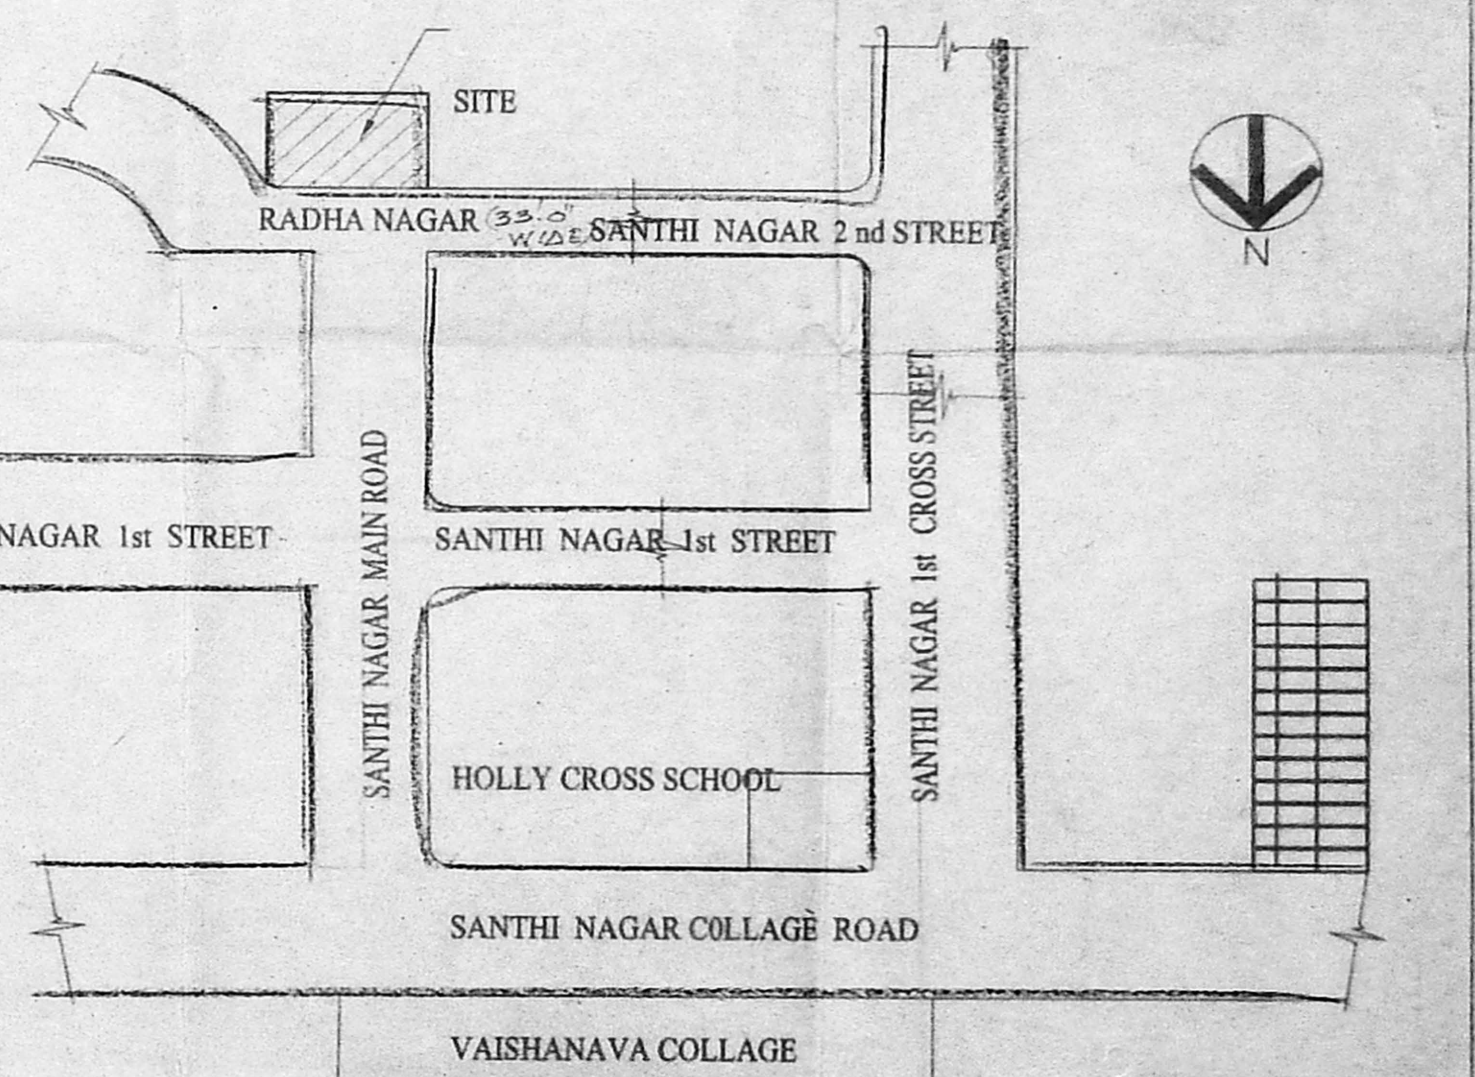 SITE
RADHA NAGAR (33'.0" SANTHI NAGAR 2 nd STREET
WIDE
N
SANTHI NAGAR MAIN ROAD
SANTHI NAGAR 1st CROSS STREET
NAGAR 1st STREET
SANTHI NAGAR 1st STREET
HOLLY CROSS SCHOOL
SANTHI NAGAR C0LLAGÈ ROAD
VAISHANAVA COLLAGE